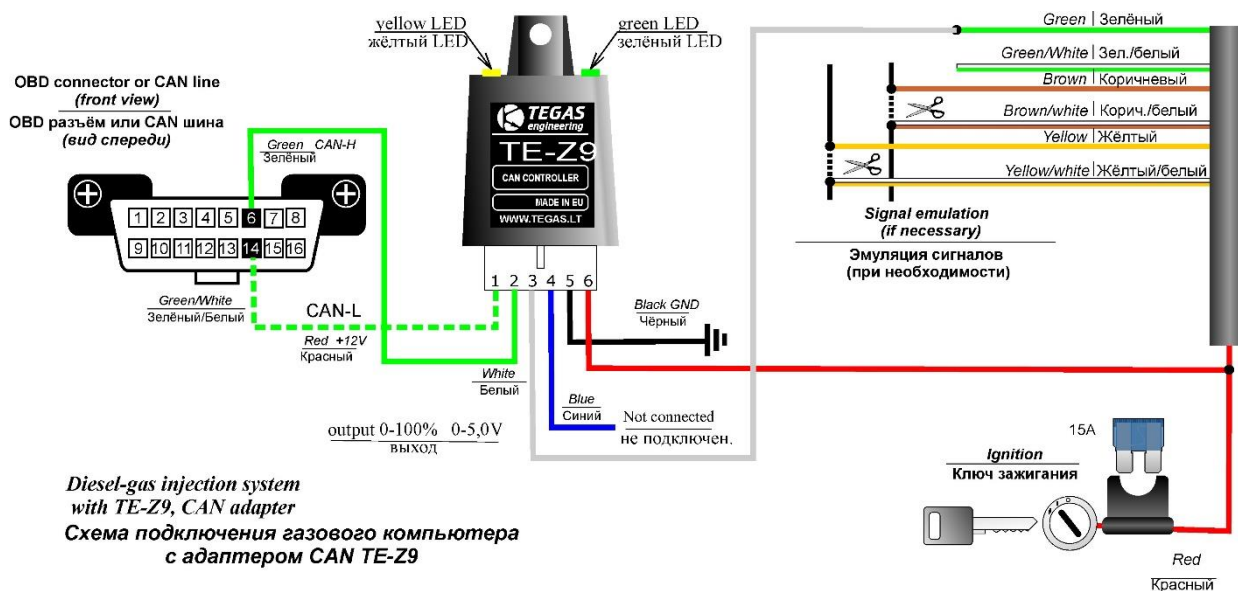 yellow LED
жёлтый LED
green LED
зелёный LED
OBD connector or CAN line
(front view)
OBD разъём или CAN шина
(вид спереди)
Green CAN-H
Зелёный
1 2 3 4 5 6 7 8
9 10 11 12 13 14 15 16
Green/White
Зелёный/Белый
CAN-L
Red +12V
Красный
TEGAS
engineering
TE-Z9
CAN CONTROLLER
MADE IN EU
WWW.TEGAS.LT
1 2 3 4 5 6
White
Белый
Blue
Синий
Not connected
не подключен.
Black GND
Чёрный
output 0-100% 0-5,0V
выход
Green | Зелёный
Green/White | Зел./белый
Brown | Коричневый
Brown/white | Корич./белый
Yellow | Жёлтый
Yellow/white | Жёлтый/белый
Signal emulation
(if necessary)
Эмуляция сигналов
(при необходимости)
15A
Ignition
Ключ зажигания
Red
Красный
Diesel-gas injection system
with TE-Z9, CAN adapter
Схема подключения газового компьютера
с адаптером CAN TE-Z9